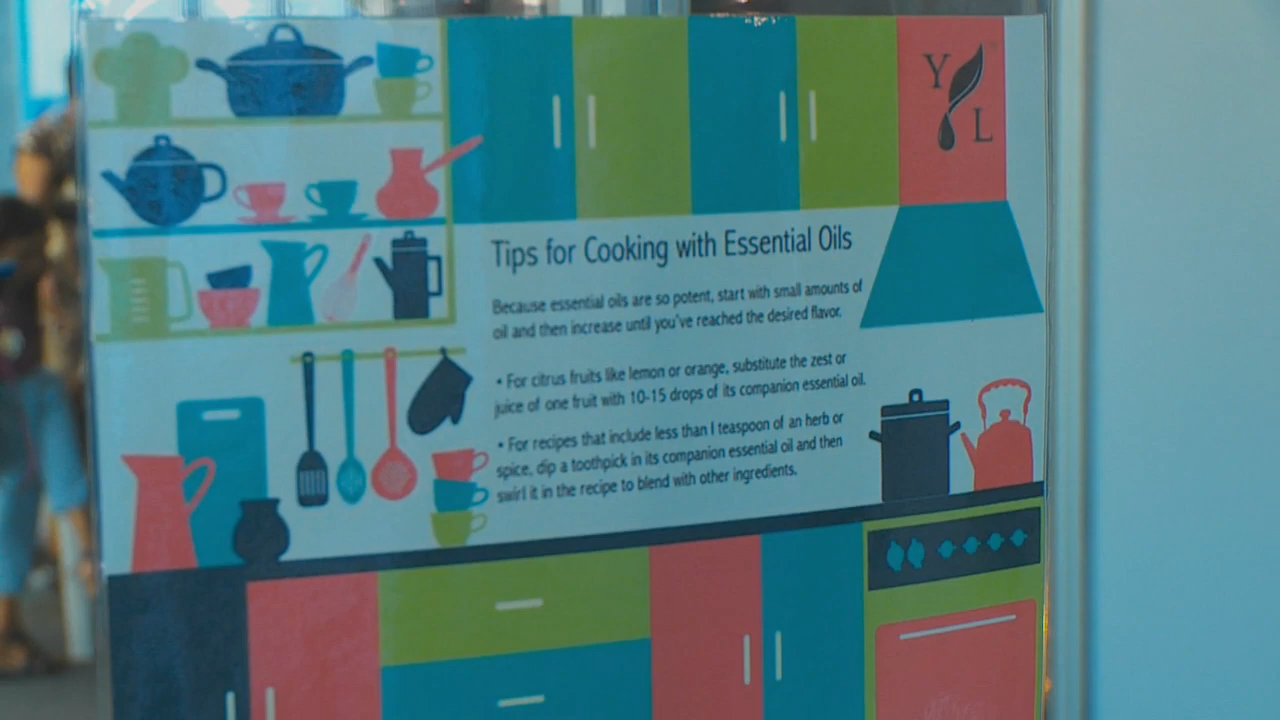 Y
L
Tips for Cooking with Essential Oils
Because essential oils are so potent, start with small amounts of
oil and then increase until you've reached the desired flavor.
• For citrus fruits like lemon or orange, substitute the zest or
juice of one fruit with 10-15 drops of its companion essential oil.
• For recipes that include less than 1 teaspoon of an herb or
spice, dip a toothpick in its companion essential oil and then
swirl it in the recipe to blend with other ingredients.